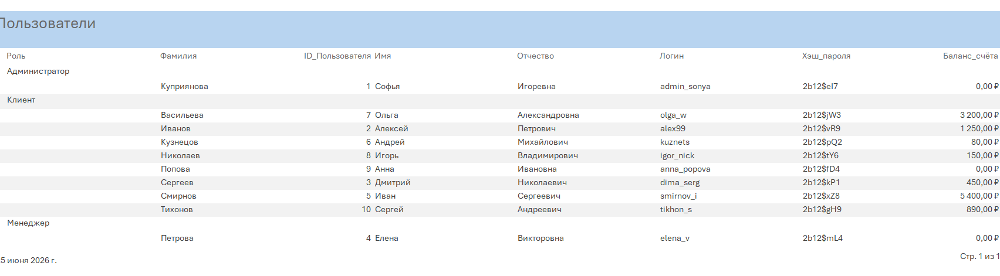 Пользователи
Роль Фамилия ID_Пользователя Имя Отчество Логин Хэш_пароля Баланс_счёта
Администратор
Куприянова 1 Софья Игоревна admin_sonya 2b12$eI7 0,00 ₽
Клиент
Васильева 7 Ольга Александровна olga_w 2b12$jW3 3 200,00 ₽
Иванов 2 Алексей Петрович alex99 2b12$vR9 1 250,00 ₽
Кузнецов 6 Андрей Михайлович kuznets 2b12$pQ2 80,00 ₽
Николаев 8 Игорь Владимирович igor_nick 2b12$tY6 150,00 ₽
Попова 9 Анна Ивановна anna_popova 2b12$fD4 0,00 ₽
Сергеев 3 Дмитрий Николаевич dima_serg 2b12$kP1 450,00 ₽
Смирнов 5 Иван Сергеевич smirnov_i 2b12$xZ8 5 400,00 ₽
Тихонов 10 Сергей Андреевич tikhon_s 2b12$gH9 890,00 ₽
Менеджер
Петрова 4 Елена Викторовна elena_v 2b12$mL4 0,00 ₽
5 июня 2026 г. Стр. 1 из 1